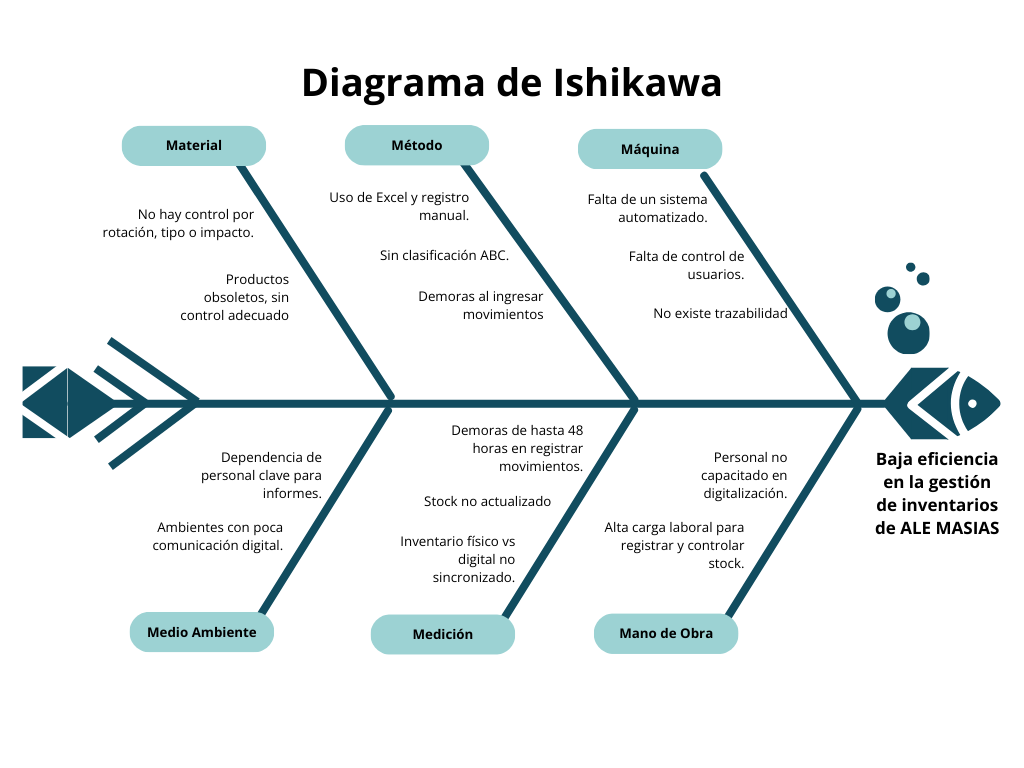 Diagrama de Ishikawa
Material
Método
Máquina
No hay control por
rotación, tipo o impacto.
Productos
obsoletos, sin
control adecuado
Uso de Excel y registro
manual.
Sin clasificación ABC.
Demoras al ingresar
movimientos
Falta de un sistema
automatizado.
Falta de control de
usuarios.
No existe trazabilidad
Dependencia de
personal clave para
informes.
Ambientes con poca
comunicación digital.
Demoras de hasta 48
horas en registrar
movimientos.
Stock no actualizado
Inventario físico vs
digital no
sincronizado.
Personal no
capacitado en
digitalización.
Alta carga laboral para
registrar y controlar
stock.
Baja eficiencia
en la gestión
de inventarios
de ALE MASIAS
Medio Ambiente
Medición
Mano de Obra